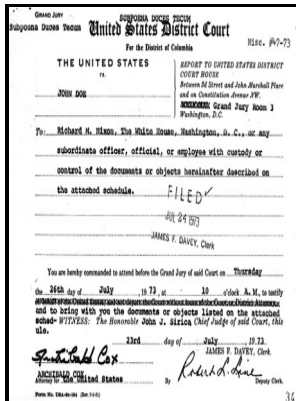 GRAND JURY
SUBPOENA DUCES TECUM
Subpoena Duces Tecum
United States District Court
Misc. #47-73
For the District of Columbia
THE UNITED STATES
vs.
JOHN DOE
REPORT TO UNITED STATES DISTRICT
COURT HOUSE
Between 3d Street and John Marshall Place
and on Constitution Avenue NW.
Grand Jury Room 3
Washington, D.C.
To: Richard M. Nixon, The White House, Washington, D. C., or any
subordinate officer, official, or employee with custody or
control of the documents or objects hereinafter described on
the attached schedule.
FILED
JUL 24 1973
JAMES F. DAVEY, Clerk
You are hereby commanded to attend before the Grand Jury of said Court on Thursday
the 26th day of July 1973, at 10 o'clock A. M., to testify
and to bring with you the documents or objects listed on the attached
sched- WITNESS: The Honorable John J. Sirica Chief Judge of said Court, this
ule.
23rd day of July, 1973.
JAMES F. DAVEY, Clerk.
Archibald Cox
ARCHIBALD COX
Attorney for the United States
By
Deputy Clerk.
Form No.